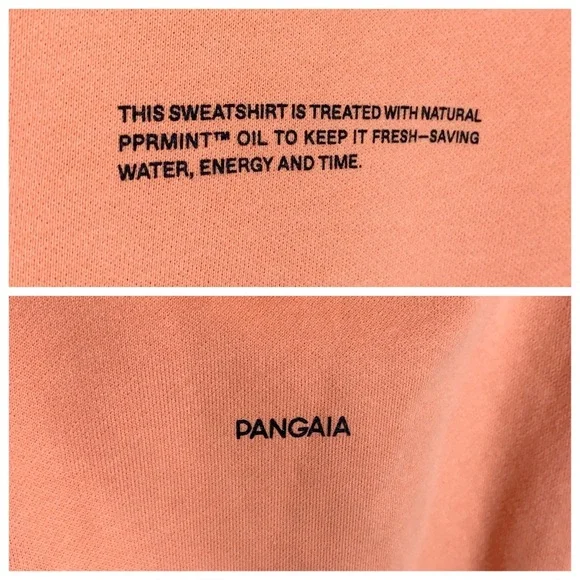 THIS SWEATSHIRT IS TREATED WITH NATURAL
PPRMINT™ OIL TO KEEP IT FRESH—SAVING
WATER, ENERGY AND TIME.
PANGAIA